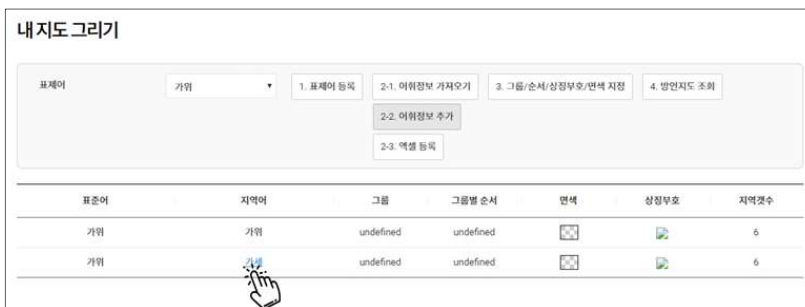 내 지도 그리기
표제어 가위 1. 표제어 등록 2-1. 어휘정보 가져오기 3. 그룹/순서/상징부호/면색 지정 4. 방언지도 조회
2-2. 어휘정보 추가
2-3. 엑셀 등록
표준어 지역어 그룹 그룹별 순서 면색 상징부호 지역갯수
가위 가위 undefined undefined 6
가위 가세 undefined undefined 6